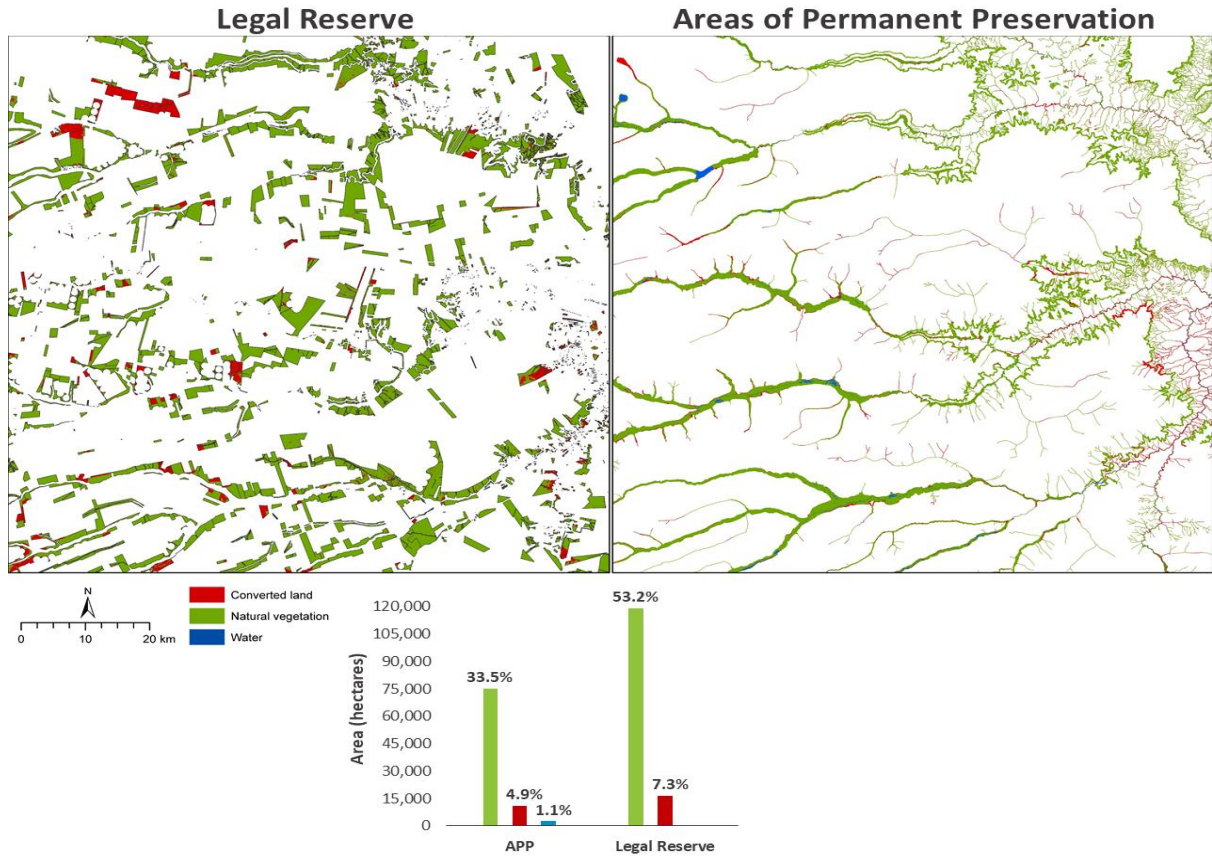 Legal Reserve
Areas of Permanent Preservation
N
0 10 20 km
Converted land
Natural vegetation
Water
Area (hectares)
120,000
105,000
90,000
75,000
60,000
45,000
30,000
15,000
0
33.5%
4.9%
1.1%
53.2%
7.3%
APP
Legal Reserve